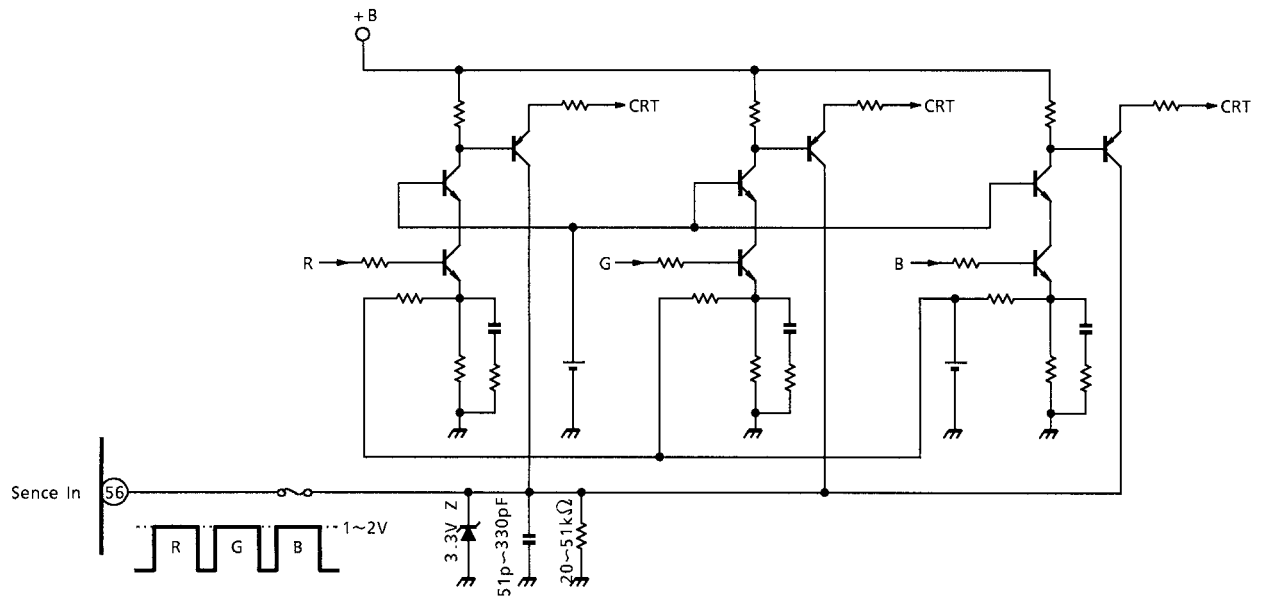 +B
CRT
CRT
CRT
R
G
B
Sence In
56
1~2V
R
G
B
3.3V Z
51p~330pF
20~51kΩ